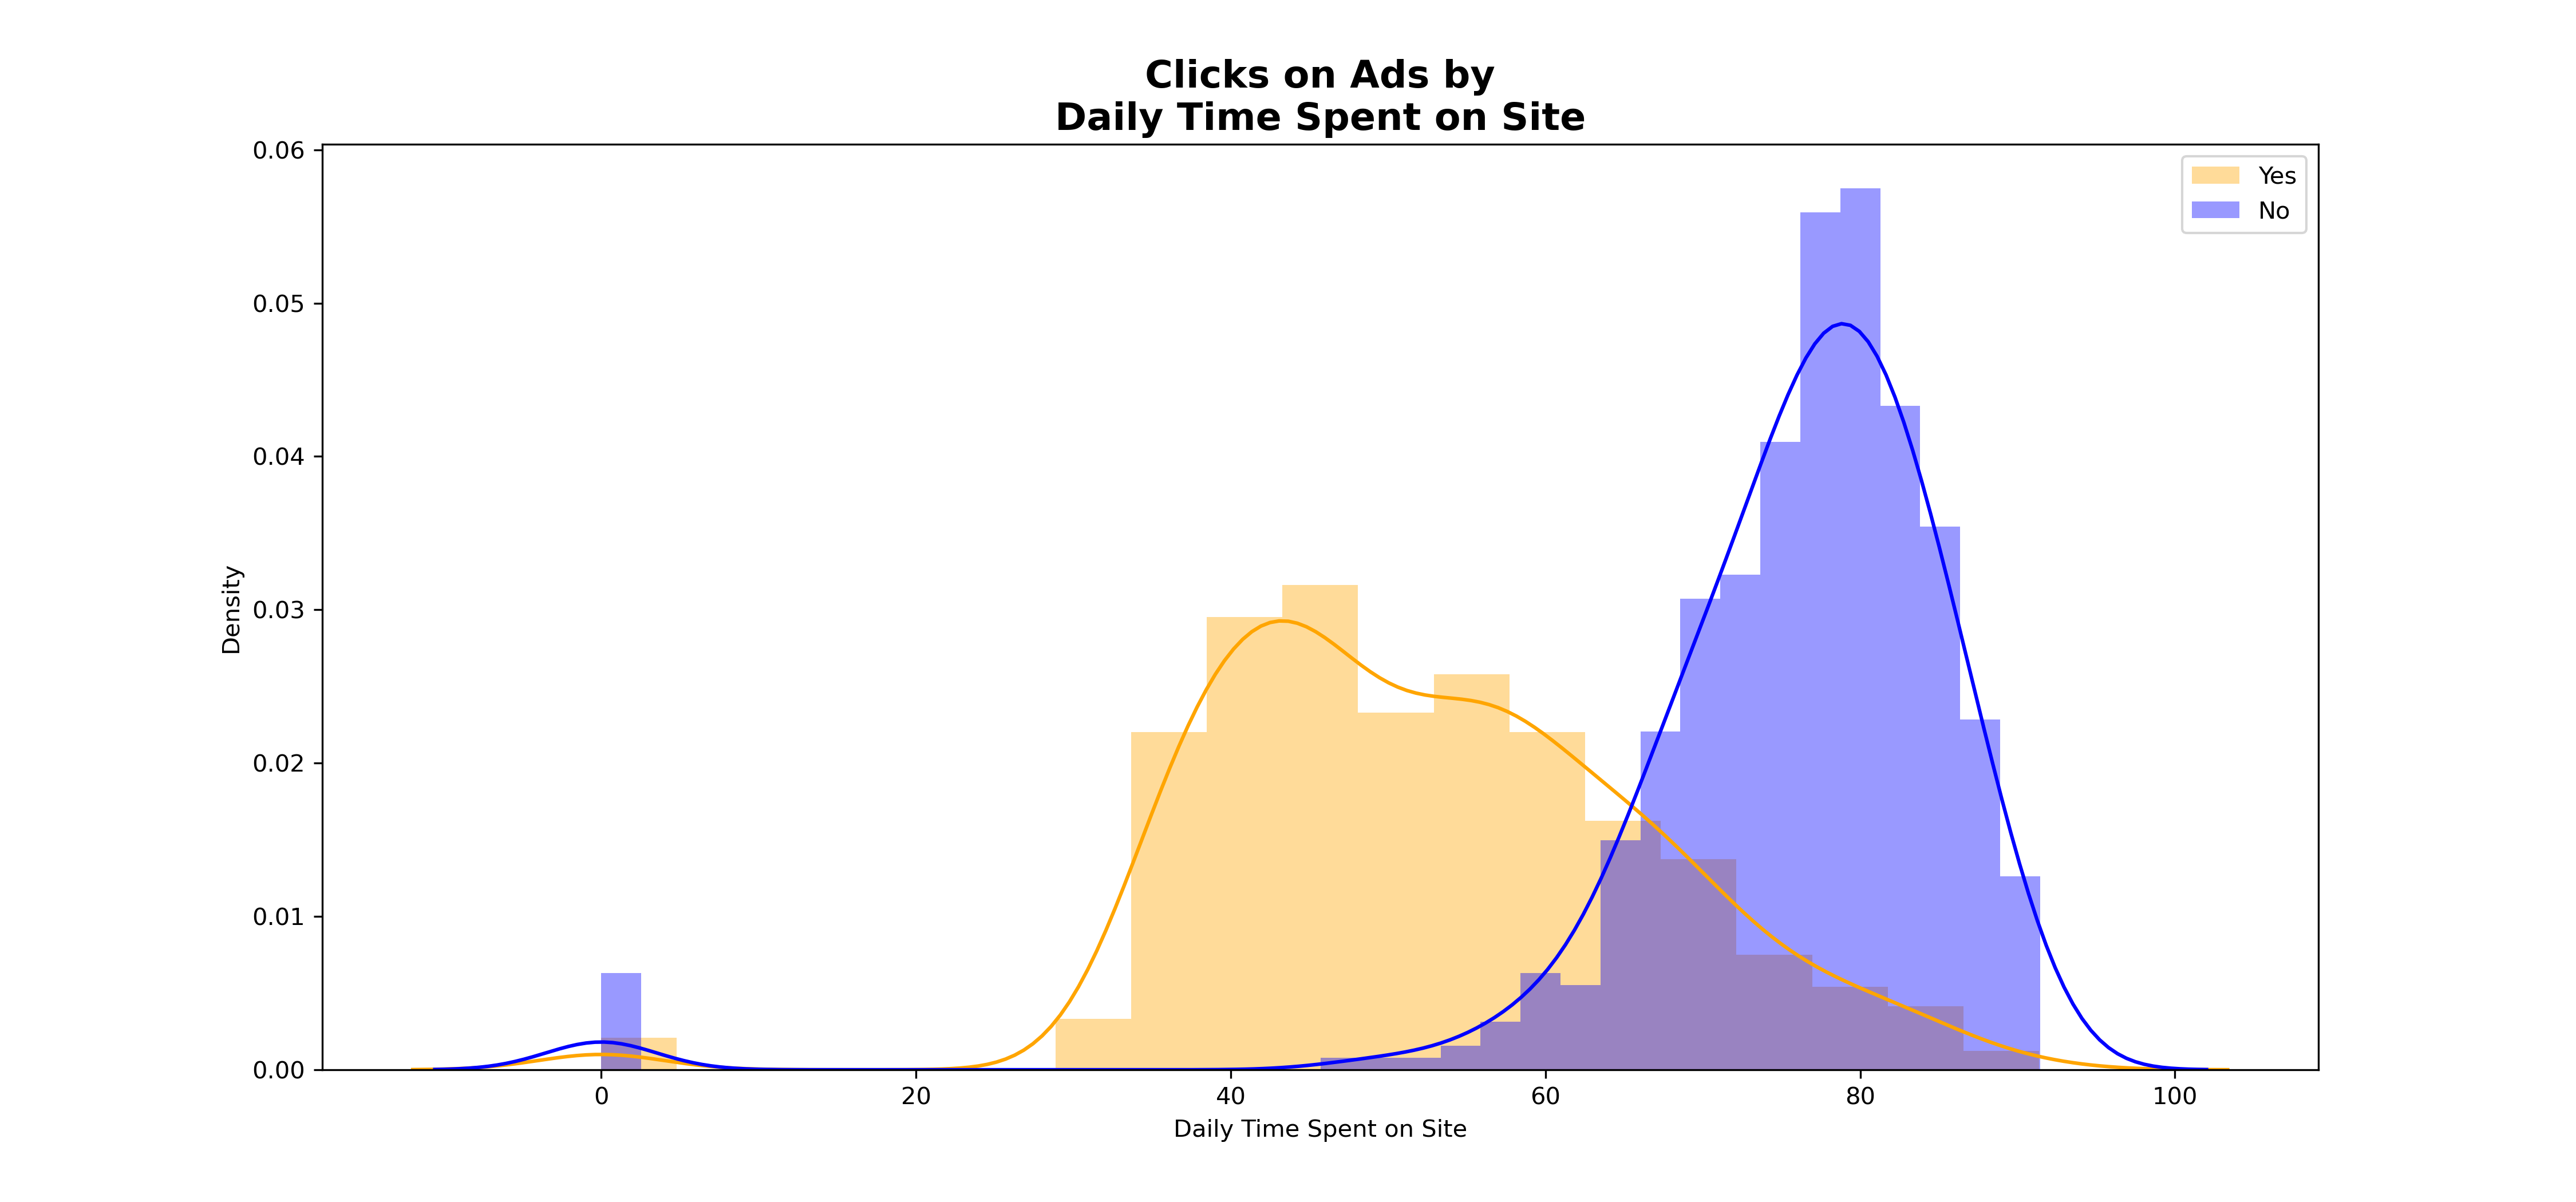 Clicks on Ads by
Daily Time Spent on Site
Yes
No
0.06
0.05
0.04
0.03
0.02
0.01
0.00
Density
0
20
40
60
80
100
Daily Time Spent on Site